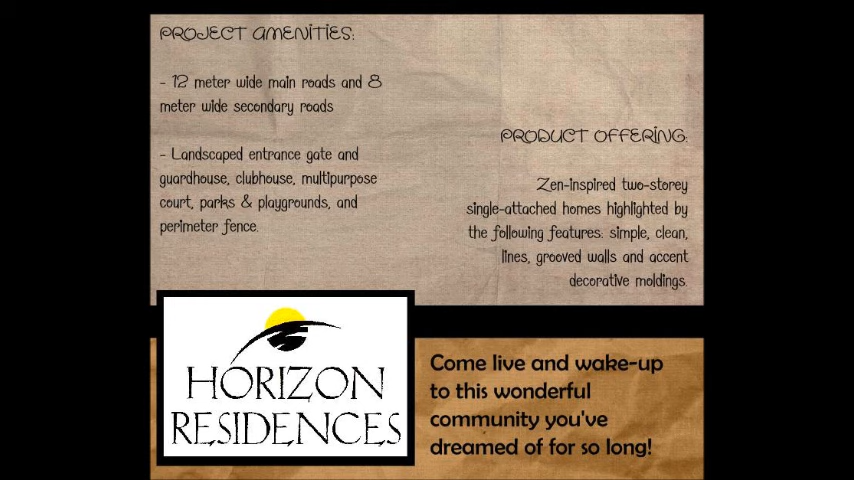 PROJECT AMENITIES:
- 12 meter wide main roads and 8
meter wide secondary roads
- Landscaped entrance gate and
guardhouse, clubhouse, multipurpose
court, parks & playgrounds, and
perimeter fence.
PRODUCT OFFERING:
Zen-inspired two-storey
single-attached homes highlighted by
the following features: simple, clean,
lines, grooved walls and accent
decorative moldings.
HORIZON
RESIDENCES
Come live and wake-up
to this wonderful
community you've
dreamed of for so long!